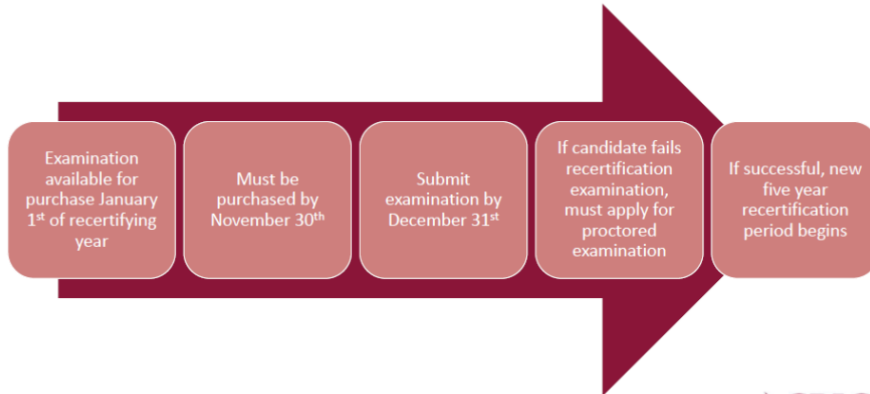 Examination
available for
purchase January
1st of recertifying
year
Must be
purchased by
November 30th
Submit
examination by
December 31st
If candidate fails
recertification
examination,
must apply for
proctored
examination
If successful, new
five year
recertification
period begins